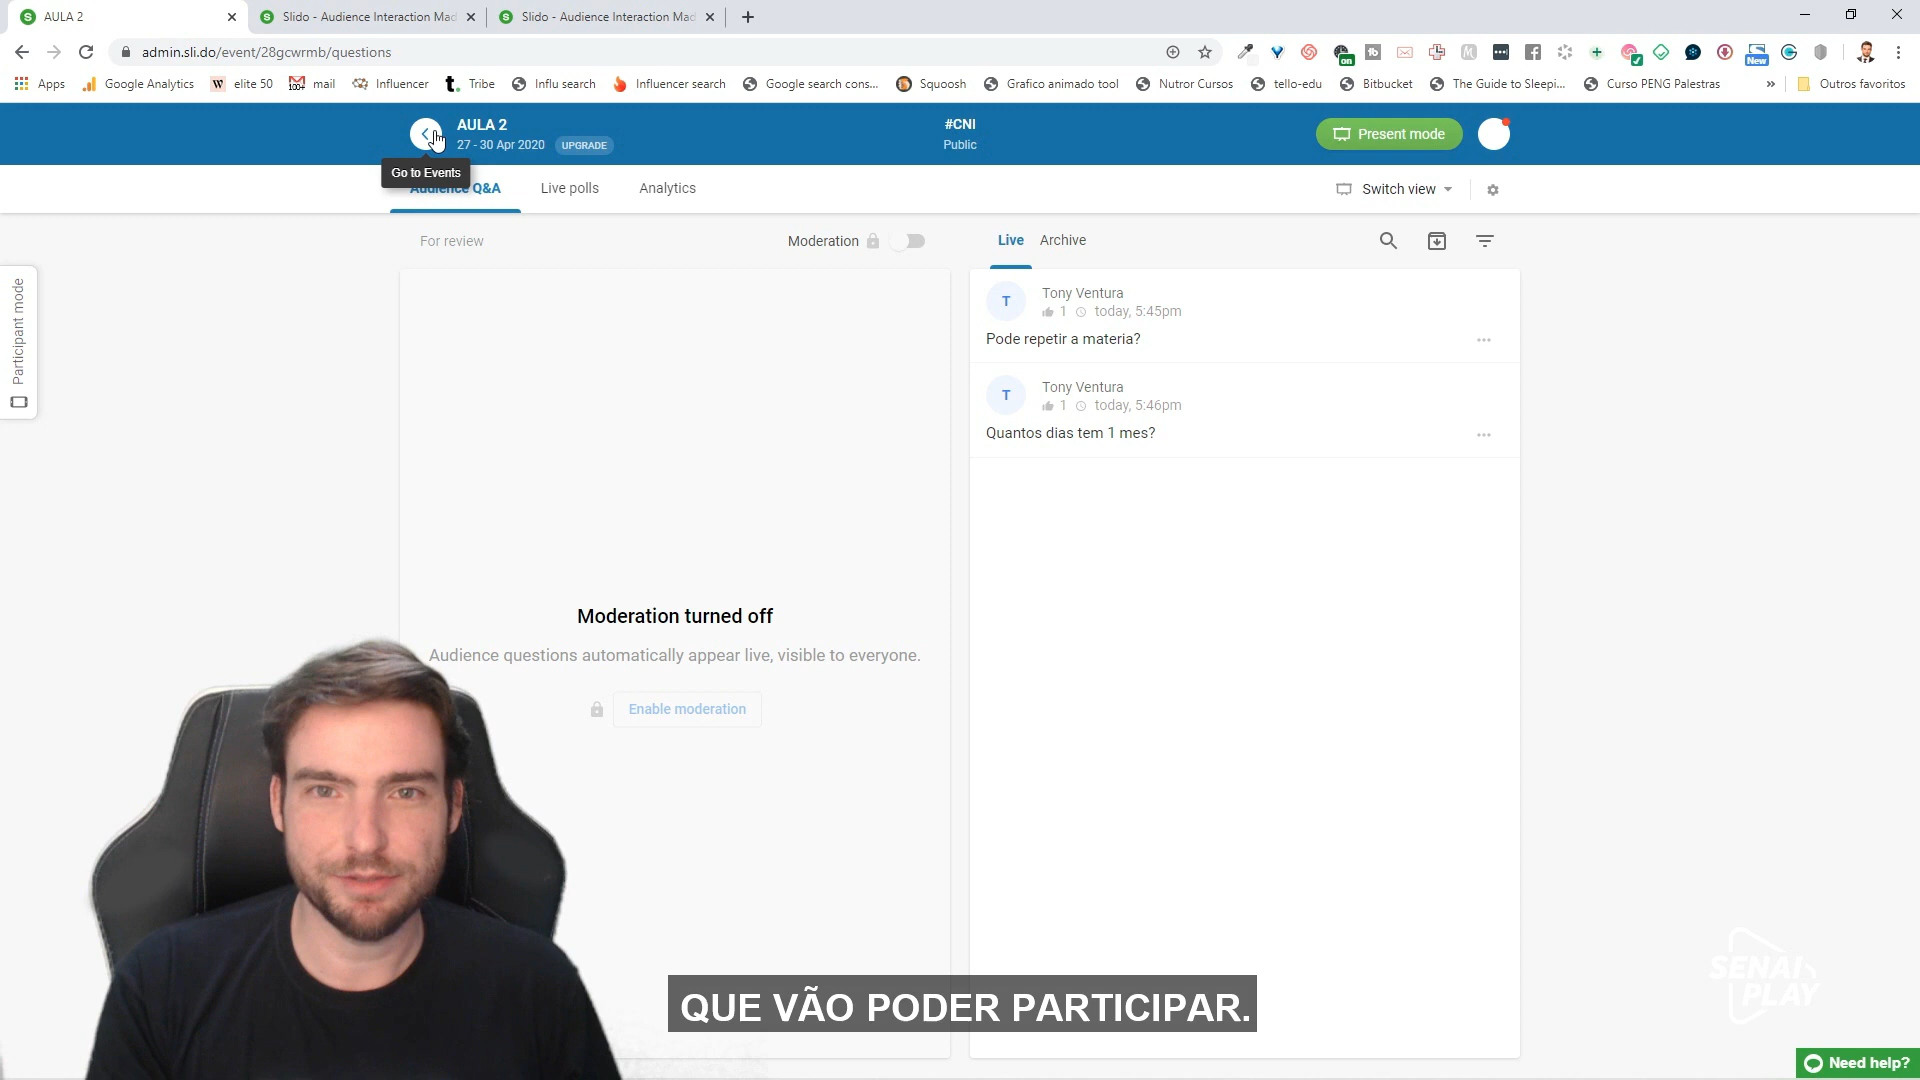 AULA 2
Slido - Audience Interaction Mad
Slido - Audience Interaction Mad
admin.sli.do/event/28gcwrmb/questions
on
New
Apps
Google Analytics
elite 50
mail
Influencer
Tribe
Influ search
Influencer search
Google search cons...
Squoosh
Grafico animado tool
Nutror Cursos
tello-edu
Bitbucket
The Guide to Sleepi...
Curso PENG Palestras
Outros favoritos
AULA 2
27 - 30 Apr 2020 UPGRADE
#CNI
Public
Present mode
Go to Events
Audience Q&A
Live polls
Analytics
Switch view
Participant mode
For review
Moderation
Live
Archive
T
Tony Ventura
1 today, 5:45pm
Pode repetir a materia?
T
Tony Ventura
1 today, 5:46pm
Quantos dias tem 1 mes?
Moderation turned off
Audience questions automatically appear live, visible to everyone.
Enable moderation
QUE VÃO PODER PARTICIPAR.
SENAI
PLAY
Need help?